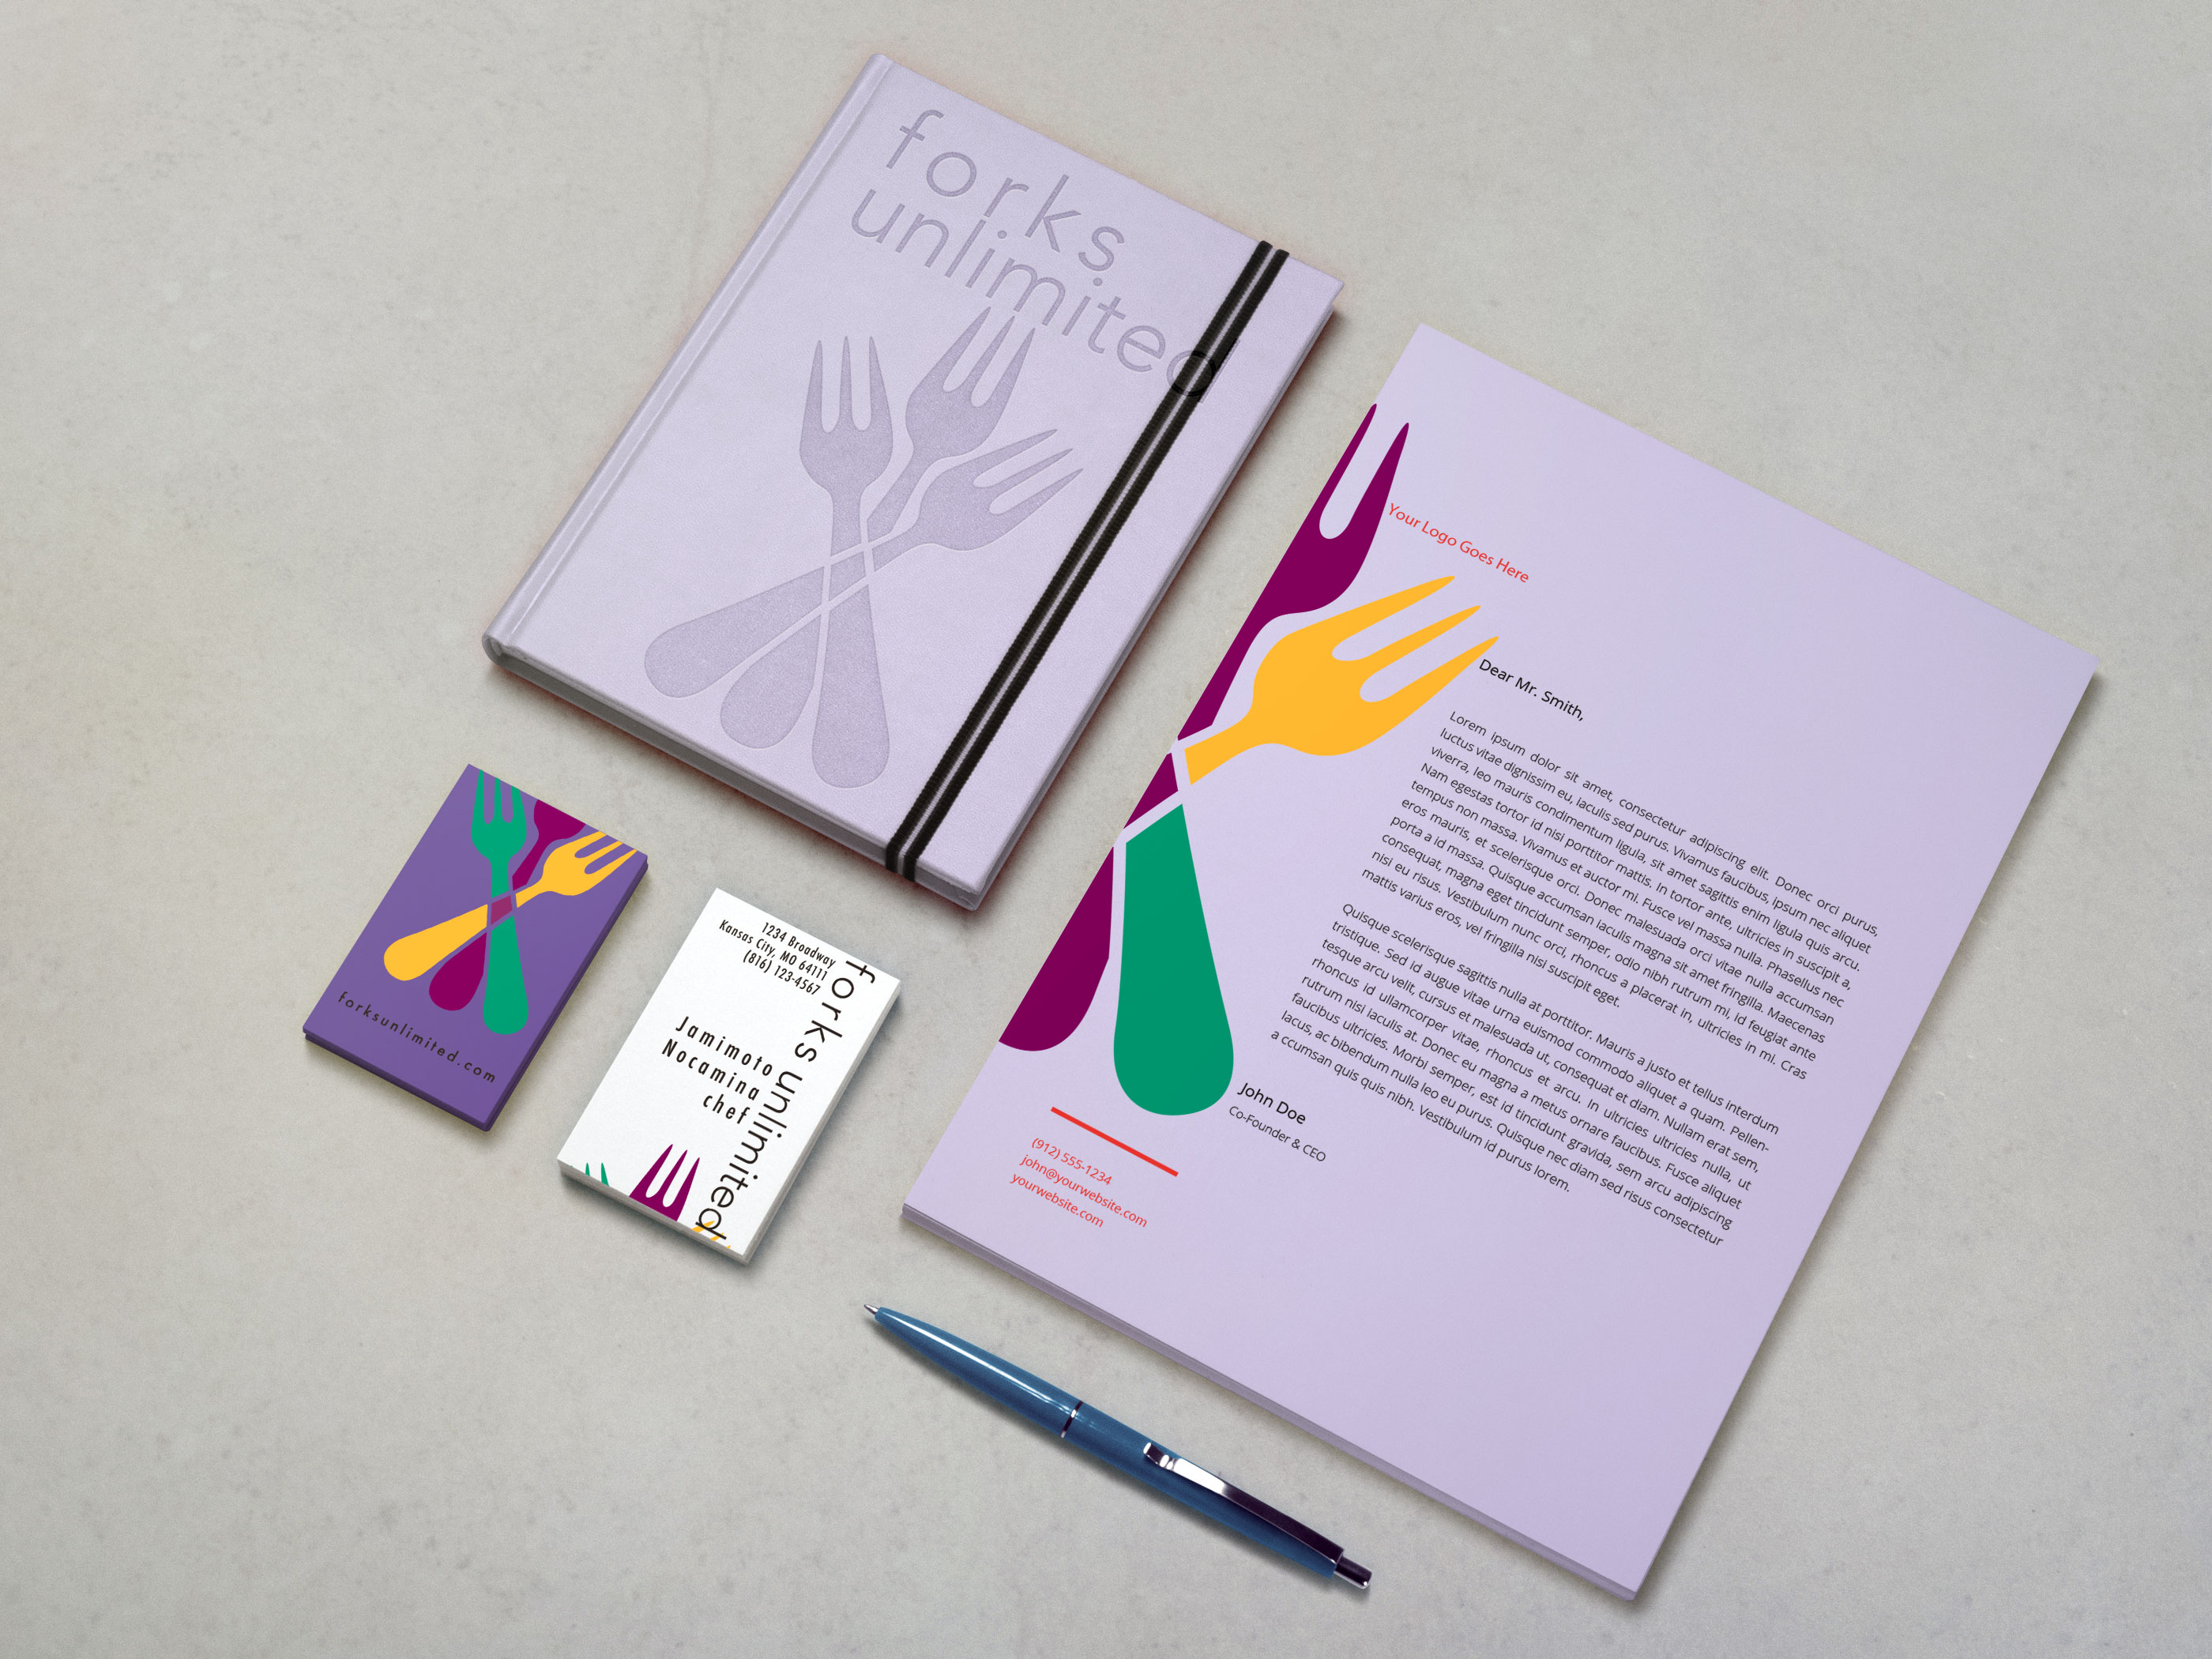 forks
unlimited
forksunlimited.com
1234 Broadway
Kansas City, MO 64111
(816) 123-4567
Jamimoto
Nocamina
chef
forks unlimited
Your Logo Goes Here
Dear Mr. Smith,
Lorem ipsum dolor sit amet, consectetur adipiscing elit. Donec orci purus,
luctus vitae dignissim eu, iaculis sed purus. Vivamus faucibus, ipsum nec aliquet
viverra, leo mauris condimentum ligula, sit amet sagittis enim ligula quis arcu.
Nam egestas tortor id nisl porttitor mattis. In tortor ante, ultricies in suscipit a,
tempus non massa. Vivamus et auctor mi. Fusce vel massa nulla. Phasellus nec
eros mauris, et scelerisque orci. Donec malesuada orci vitae nulla accumsan
porta a id massa. Quisque accumsan iaculis magna sit amet fringilla. Maecenas
consequat, magna eget tincidunt semper, odio nibh rutrum mi, id feugiat ante
nisl eu risus. Vestibulum nunc orci, rhoncus a placerat in, ultricies in mi. Cras
mattis varius eros, vel fringilla nisl suscipit eget.
Quisque scelerisque sagittis nulla at porttitor. Mauris a justo et tellus interdum
tristique. Sed id augue vitae urna euismod commodo aliquet a quam. Pellen-
tesque arcu velit, cursus et malesuada ut, consequat et diam. Nullam erat sem,
rhoncus id ullamcorper vitae, rhoncus et arcu. In ultricies ultricies nulla, ut
rutrum nisi iaculis at. Donec eu magna a metus ornare faucibus. Fusce aliquet
faucibus ultricies. Morbi semper, est id tincidunt gravida, sem arcu adipiscing
lacus, ac bibendum nulla leo eu purus. Quisque nec diam sed risus consectetur
a ccumsan quis quis nibh. Vestibulum id purus lorem.
John Doe
Co-Founder & CEO
(912) 555-1234
john@yourwebsite.com
yourwebsite.com